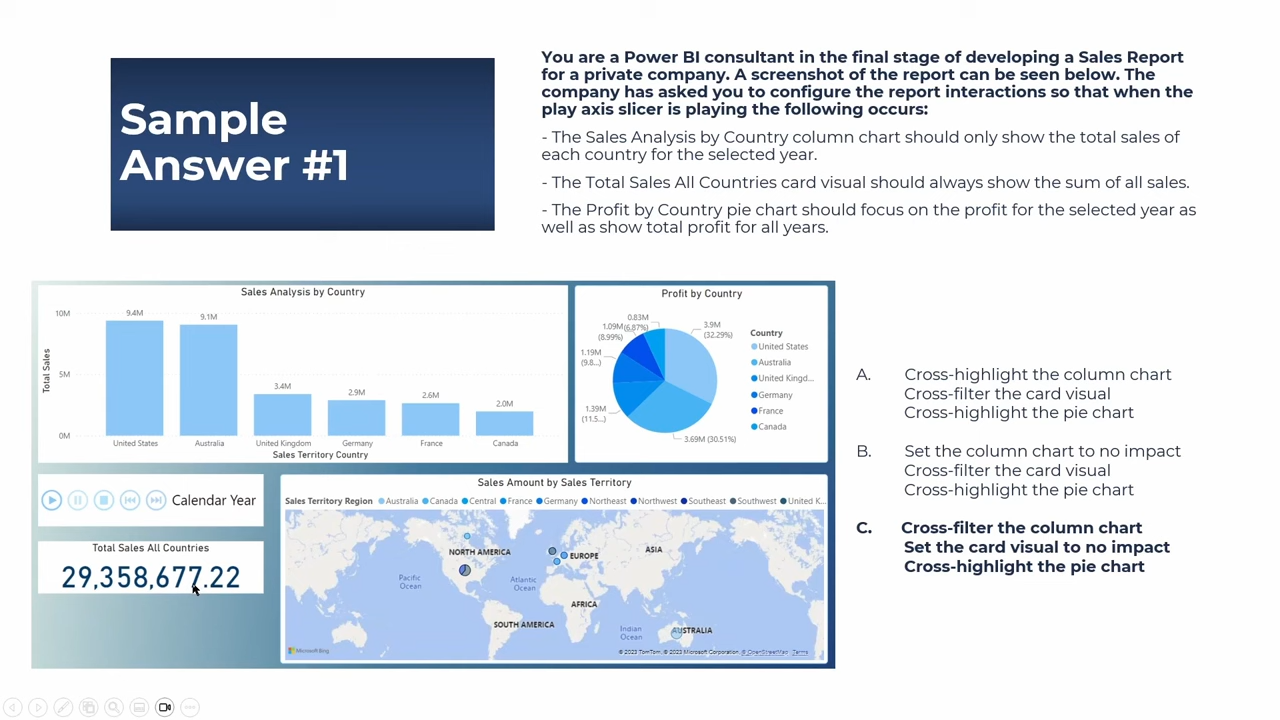 Sample
Answer #1
You are a Power BI consultant in the final stage of developing a Sales Report
for a private company. A screenshot of the report can be seen below. The
company has asked you to configure the report interactions so that when the
play axis slicer is playing the following occurs:
- The Sales Analysis by Country column chart should only show the total sales of
each country for the selected year.
- The Total Sales All Countries card visual should always show the sum of all sales.
- The Profit by Country pie chart should focus on the profit for the selected year as
well as show total profit for all years.
Sales Analysis by Country
Total Sales
10M
5M
0M
9.4M
9.1M
3.4M
2.9M
2.6M
2.0M
United States
Australia
United Kingdom
Germany
France
Canada
Sales Territory Country
Profit by Country
0.83M
(6.87%)
1.09M
(8.99%)
1.19M
(9.8...)
1.39M
(11.5...)
3.9M
(32.29%)
3.69M (30.51%)
Country
United States
Australia
United Kingd...
Germany
France
Canada
Calendar Year
Total Sales All Countries
29,358,677.22
Sales Amount by Sales Territory
Sales Territory Region Australia Canada Central France Germany Northeast Northwest Southeast Southwest United K...
NORTH AMERICA
EUROPE
ASIA
Pacific
Ocean
Atlantic
Ocean
AFRICA
SOUTH AMERICA
Indian
Ocean
AUSTRALIA
Microsoft Bing
© 2023 TomTom, © 2023 Microsoft Corporation, © OpenStreetMap Terms
A. Cross-highlight the column chart
Cross-filter the card visual
Cross-highlight the pie chart
B. Set the column chart to no impact
Cross-filter the card visual
Cross-highlight the pie chart
C. Cross-filter the column chart
Set the card visual to no impact
Cross-highlight the pie chart